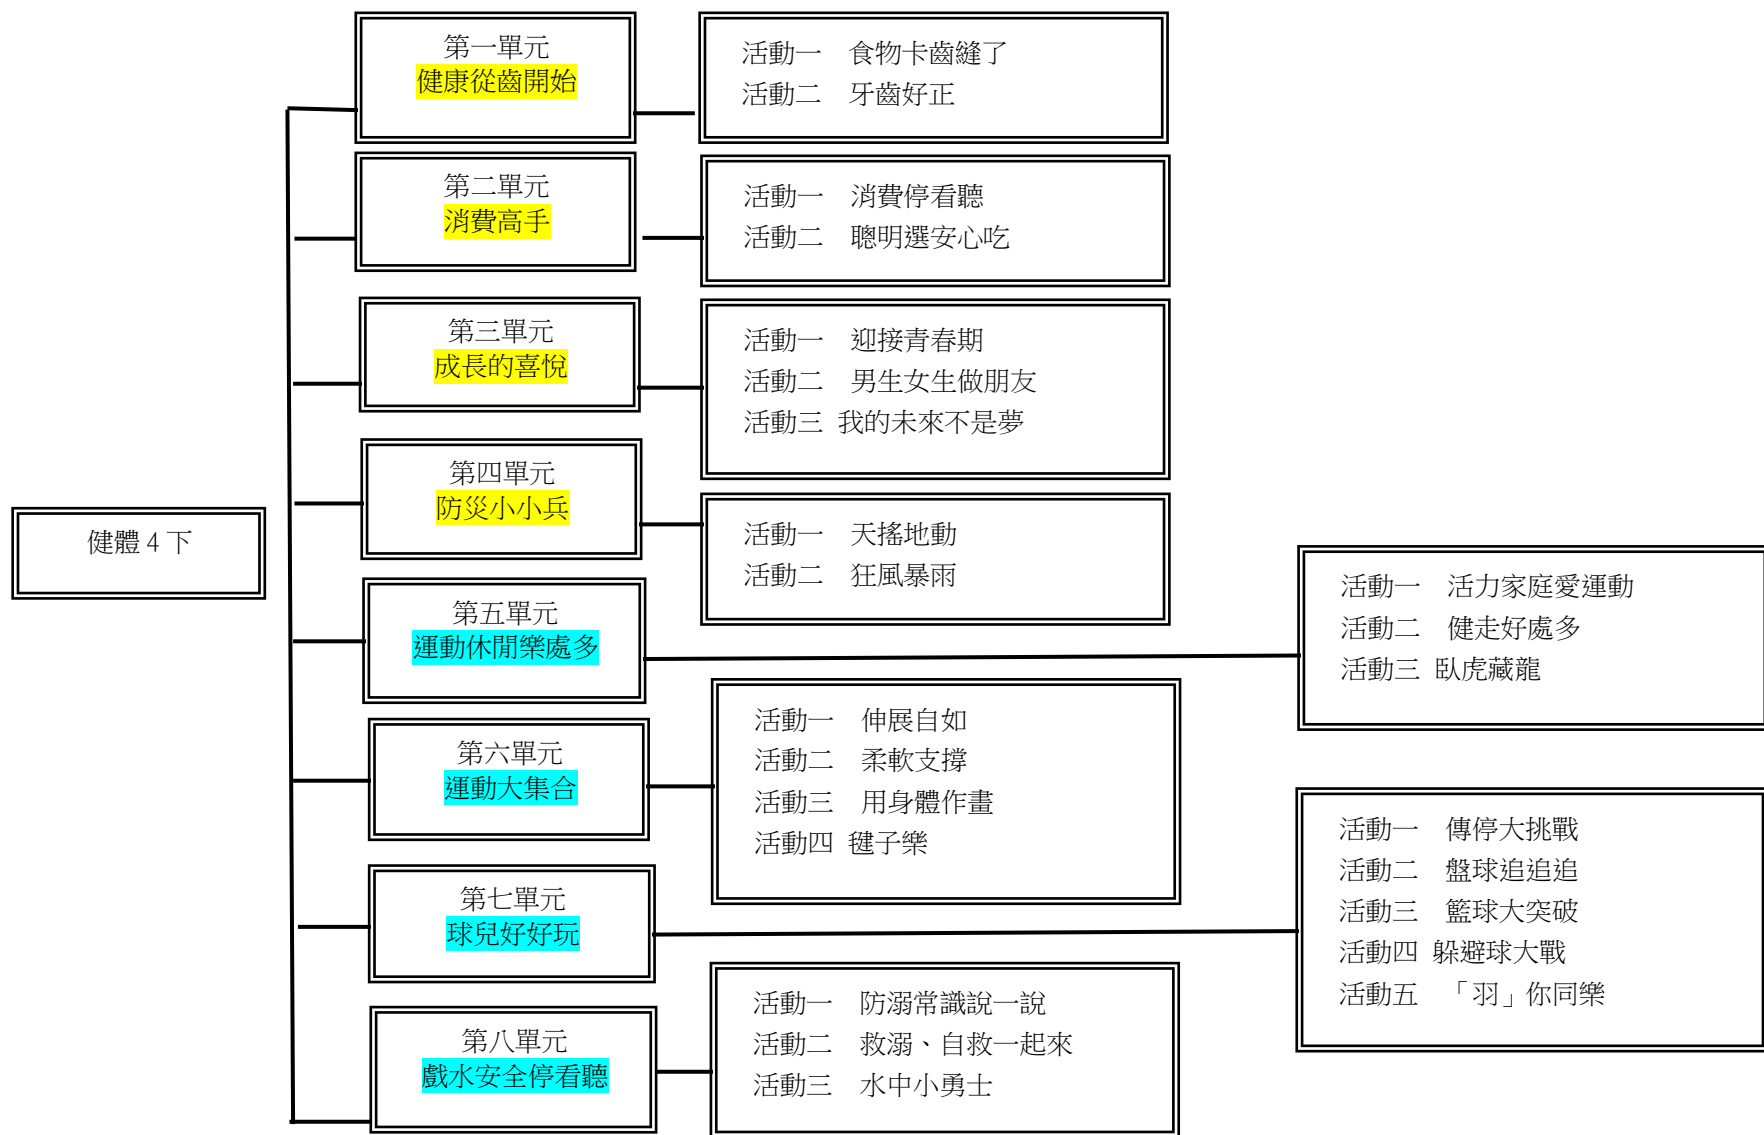 健體 4 下
第一單元
健康從齒開始
活動一　食物卡齒縫了
活動二　牙齒好正
第二單元
消費高手
活動一　消費停看聽
活動二　聰明選安心吃
第三單元
成長的喜悅
活動一　迎接青春期
活動二　男生女生做朋友
活動三 我的未來不是夢
第四單元
防災小小兵
活動一　天搖地動
活動二　狂風暴雨
第五單元
運動休閒樂處多
活動一　活力家庭愛運動
活動二　健走好處多
活動三 臥虎藏龍
第六單元
運動大集合
活動一　伸展自如
活動二　柔軟支撐
活動三　用身體作畫
活動四 毽子樂
第七單元
球兒好好玩
活動一　傳停大挑戰
活動二　盤球追追追
活動三　籃球大突破
活動四 躲避球大戰
活動五　「羽」你同樂
第八單元
戲水安全停看聽
活動一　防溺常識說一說
活動二　救溺、自救一起來
活動三　水中小勇士